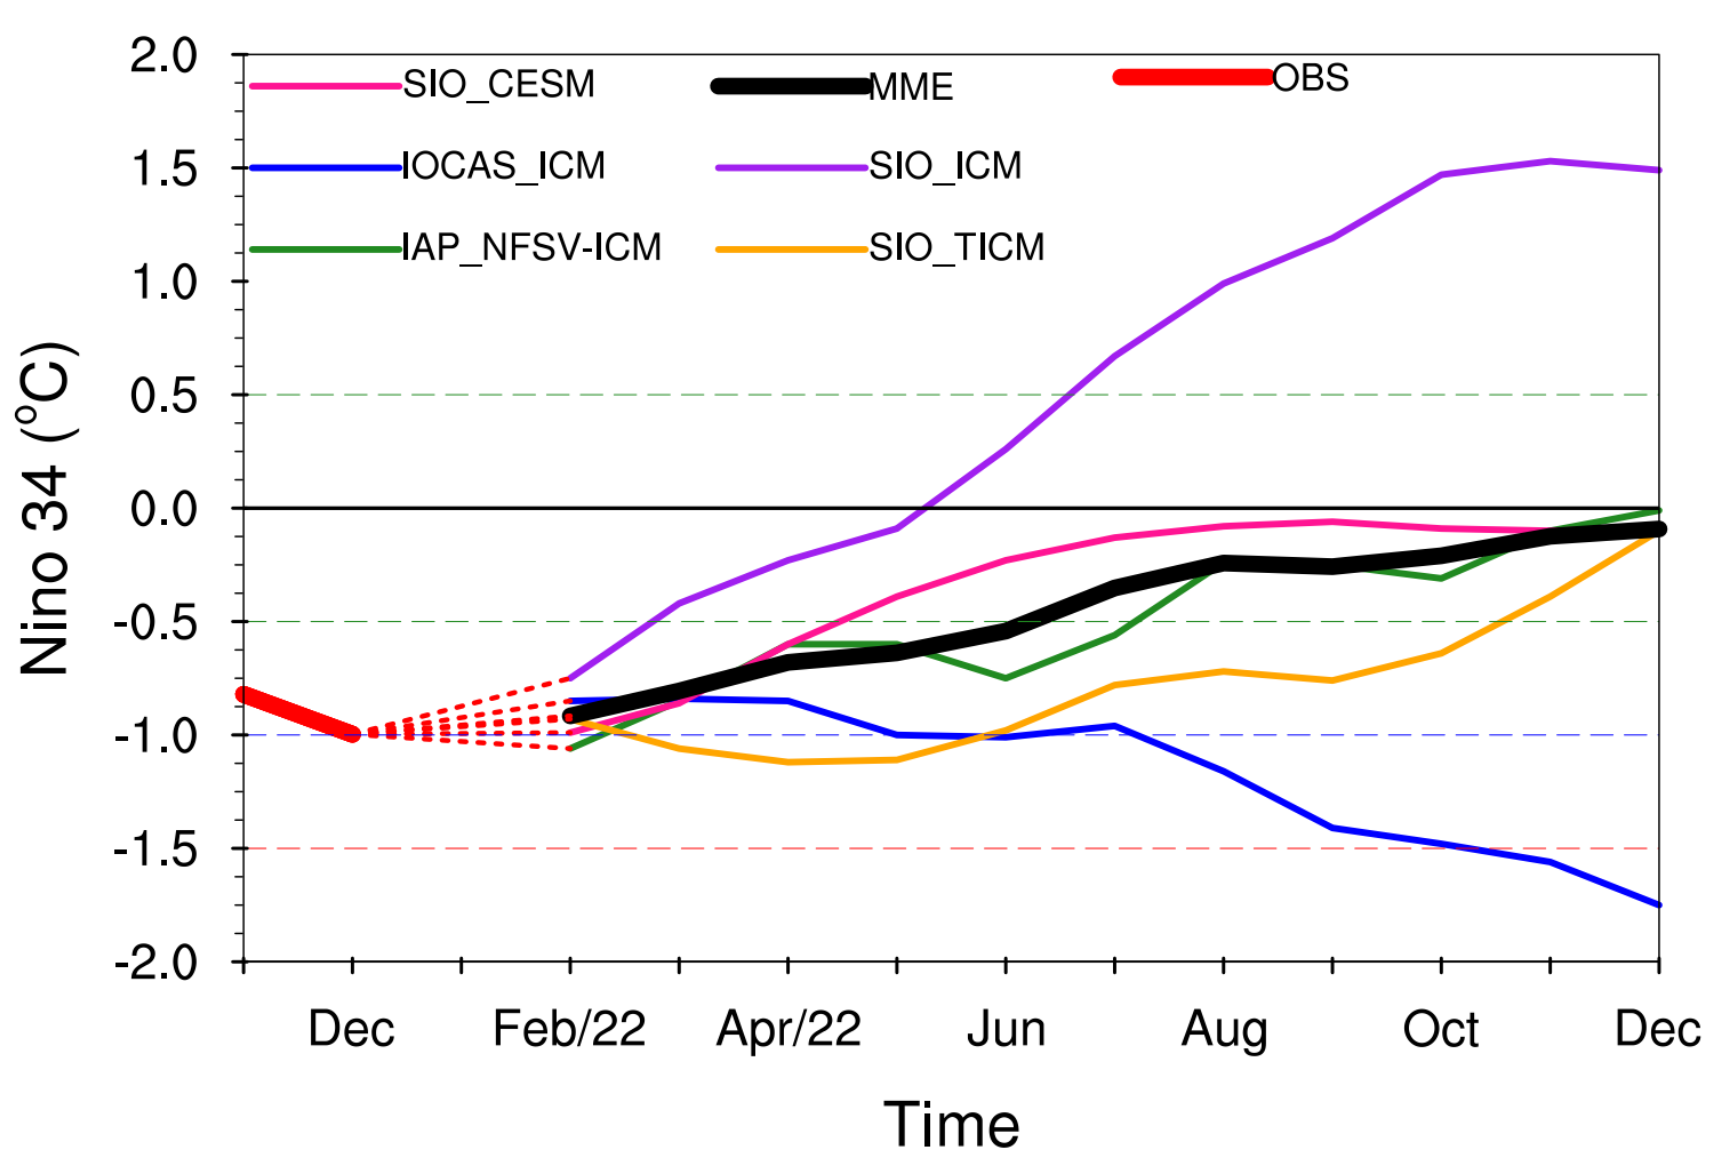 2.0
1.5
1.0
0.5
0.0
-0.5
-1.0
-1.5
-2.0
Nino 34 (°C)
SIO_CESM
MME
OBS
IOCAS_ICM
SIO_ICM
IAP_NFSV-ICM
SIO_TICM
Dec
Feb/22
Apr/22
Jun
Aug
Oct
Dec
Time